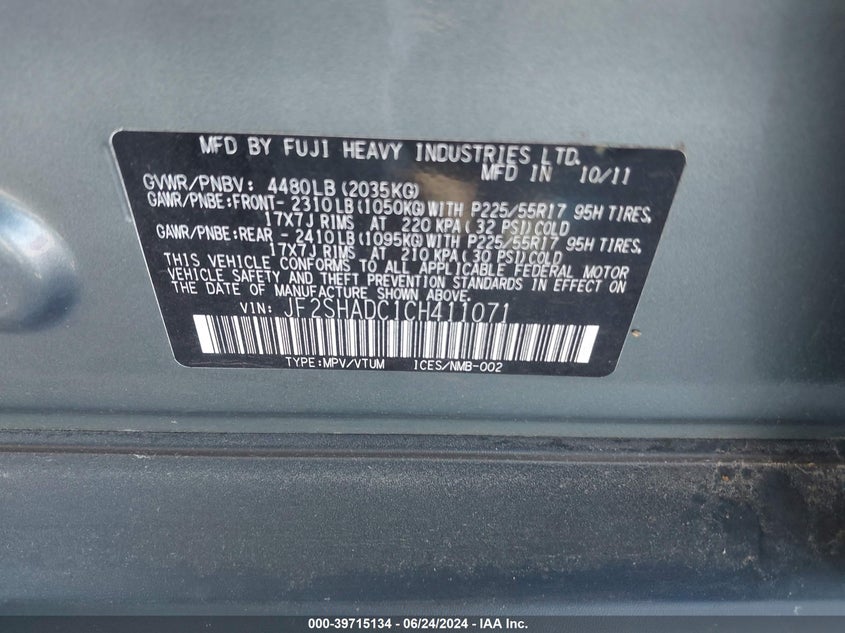 MFD BY FUJI HEAVY INDUSTRIES LTD.
MFD IN 10/11
GVWR/PNBV: 4480LB(2035KG)
GAWR/PNBE:FRONT- 2310LB(1050KG)WITH P225/55R17 95H TIRES,
17X7J RIMS AT 220 KPA(32 PSI)COLD
GAWR/PNBE:REAR - 2410LB(1095KG)WITH P225/55R17 95H TIRES,
17X7J RIMS AT 210 KPA(30 PSI)COLD
THIS VEHICLE CONFORMS TO ALL APPLICABLE FEDERAL MOTOR
VEHICLE SAFETY AND THEFT PREVENTION STANDARDS IN EFFECT ON
THE DATE OF MANUFACTURE SHOWN ABOVE.
VIN: JF2SHADC1CH411071
TYPE:MPV/VTUM ICES/NMB-002
000-39715134 - 06/24/2024 - IAA Inc.